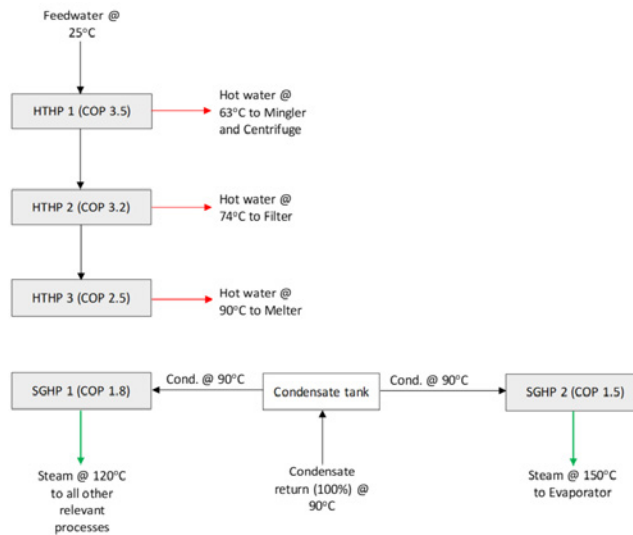 Feedwater @
25°C
HTHP 1 (COP 3.5)
Hot water @
63°C to Mingler
and Centrifuge
HTHP 2 (COP 3.2)
Hot water @
74°C to Filter
HTHP 3 (COP 2.5)
Hot water @
90°C to Melter
SGHP 1 (COP 1.8)
Cond. @ 90°C
Condensate tank
Cond. @ 90°C
SGHP 2 (COP 1.5)
Steam @ 120°C
to all other
relevant
processes
Condensate
return (100%) @
90°C
Steam @ 150°C
to Evaporator